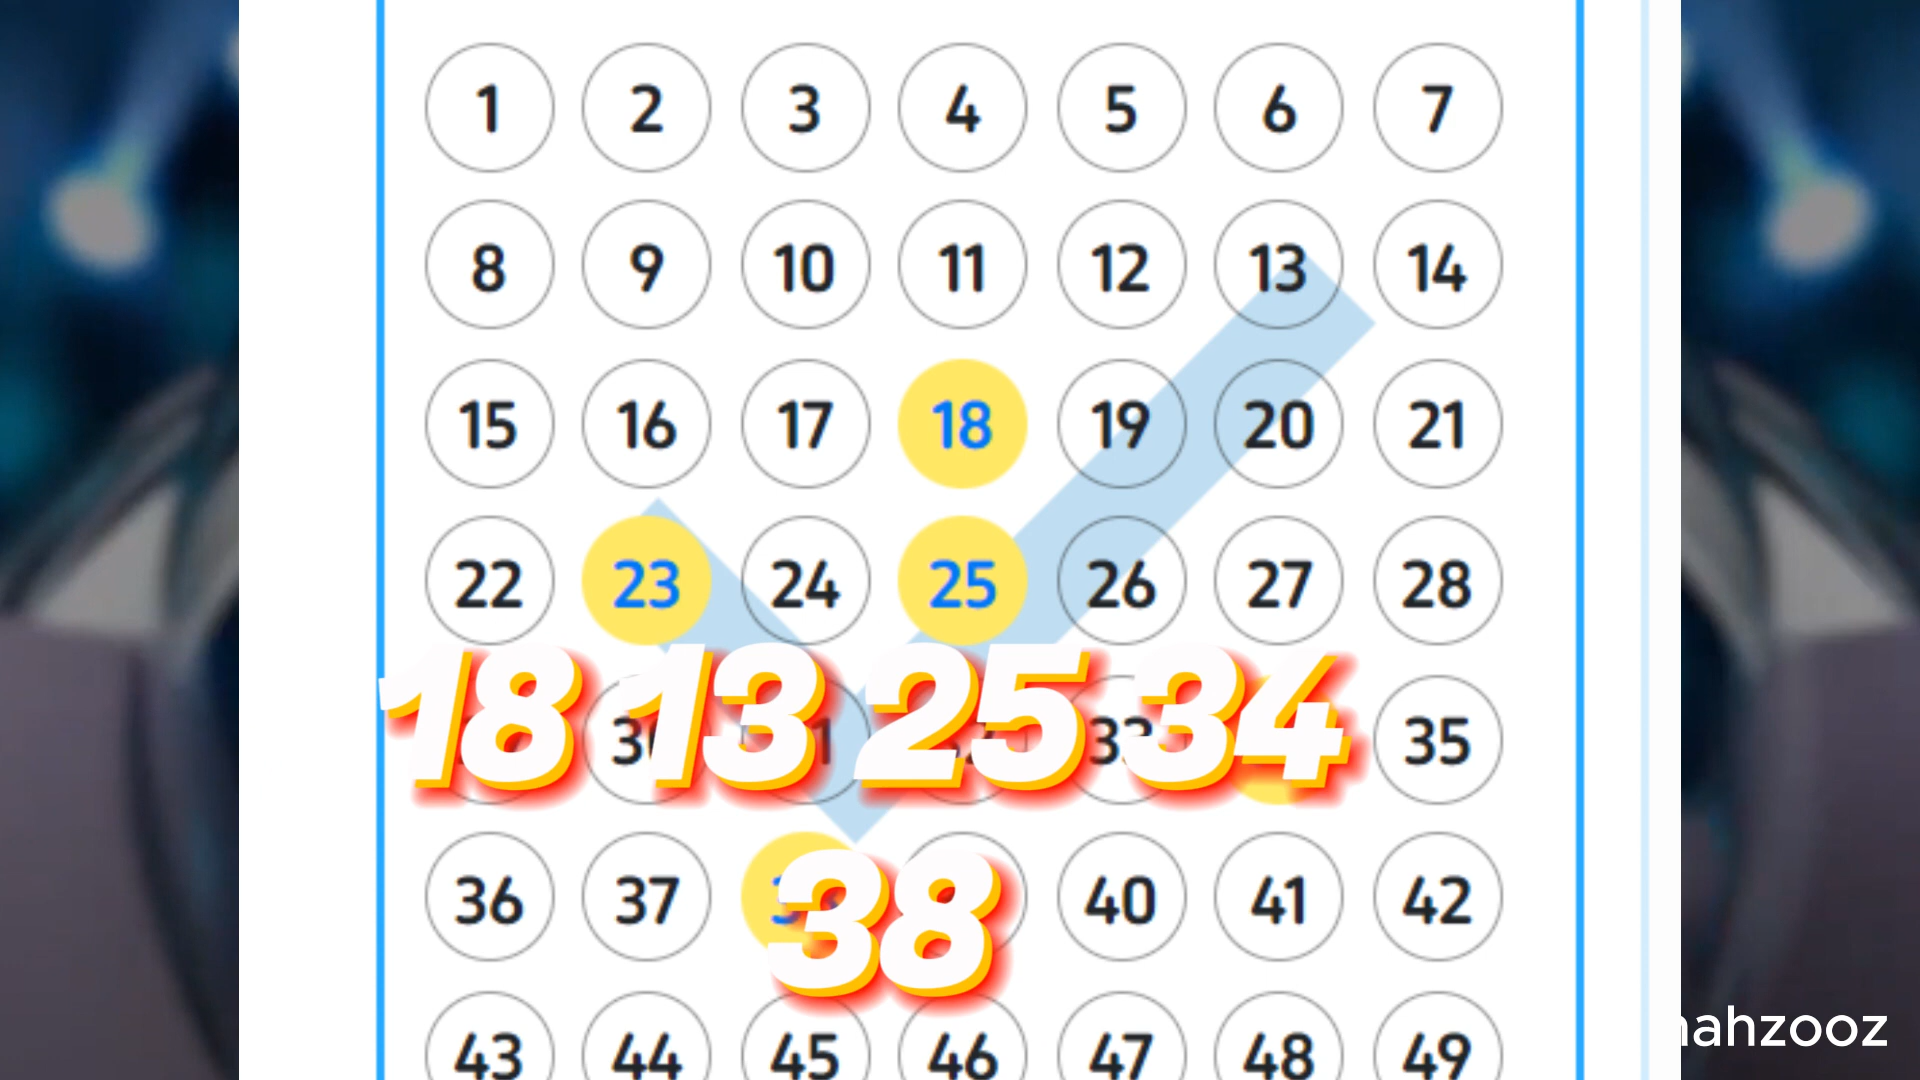 1 2 3 4 5 6 7
8 9 10 11 12 13 14
15 16 17 18 19 20 21
22 23 24 25 26 27 28
35
18 13 25 34
36 37 40 41 42
38
43 44 45 46 47 48 49
ahzooz